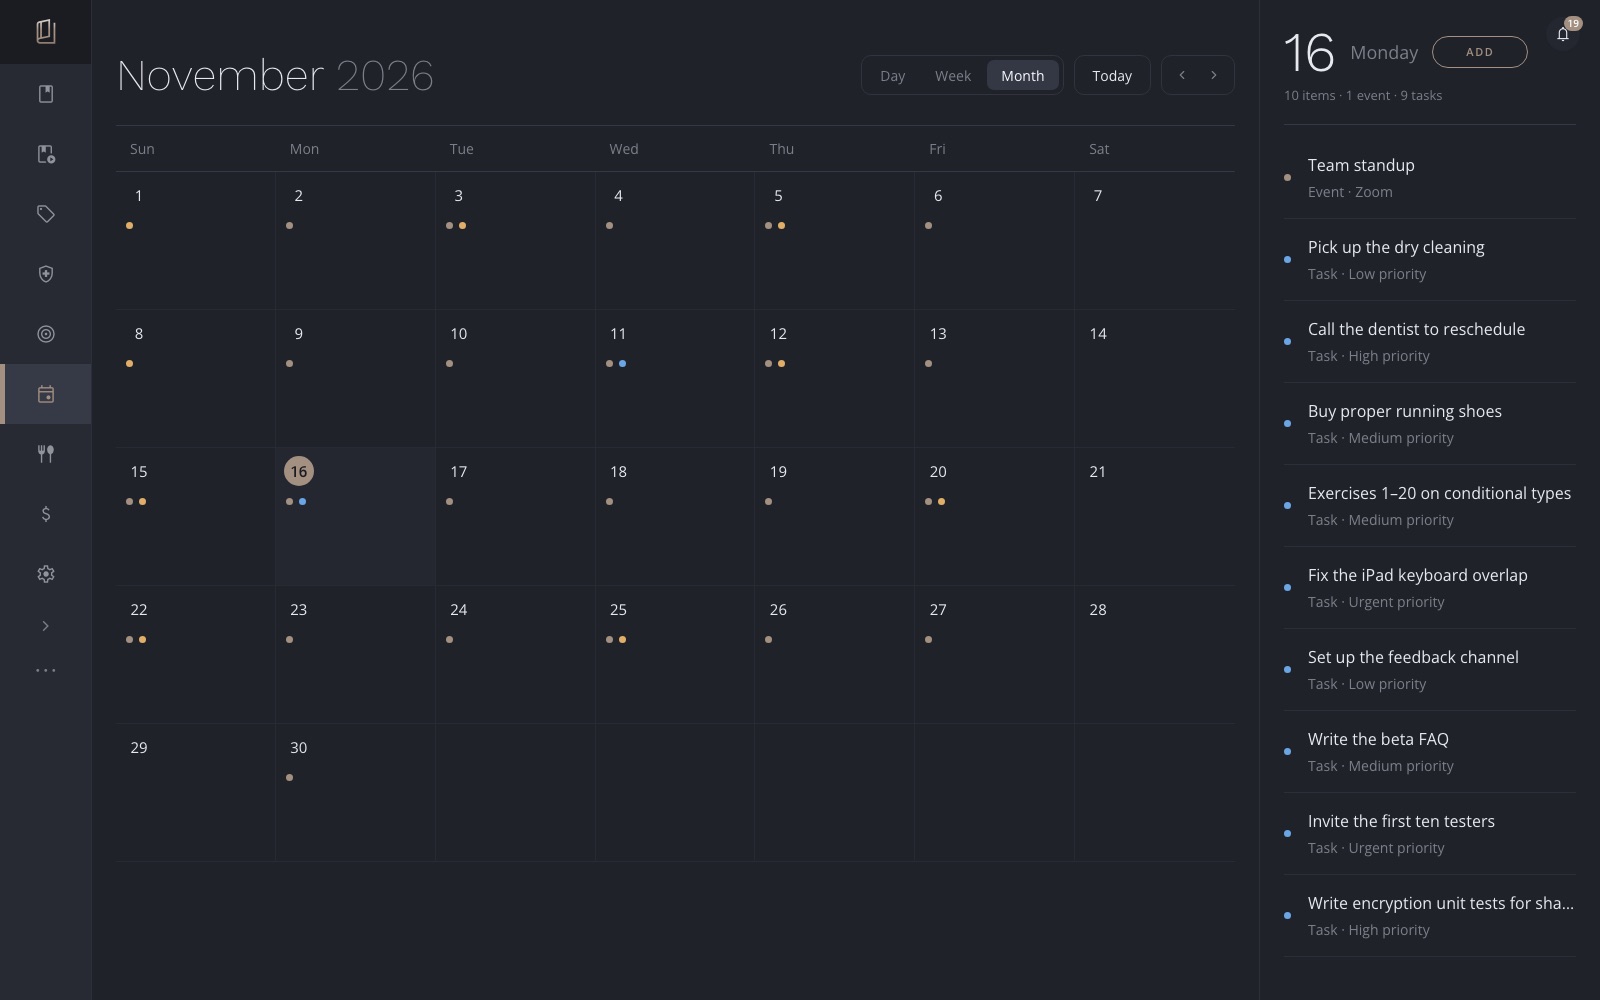 November 2026
Day Week Month Today
Sun Mon Tue Wed Thu Fri Sat
1 2 3 4 5 6 7
8 9 10 11 12 13 14
15 16 17 18 19 20 21
22 23 24 25 26 27 28
29 30
19
16 Monday ADD
10 items · 1 event · 9 tasks
Team standup
Event · Zoom
Pick up the dry cleaning
Task · Low priority
Call the dentist to reschedule
Task · High priority
Buy proper running shoes
Task · Medium priority
Exercises 1–20 on conditional types
Task · Medium priority
Fix the iPad keyboard overlap
Task · Urgent priority
Set up the feedback channel
Task · Low priority
Write the beta FAQ
Task · Medium priority
Invite the first ten testers
Task · Urgent priority
Write encryption unit tests for sha...
Task · High priority